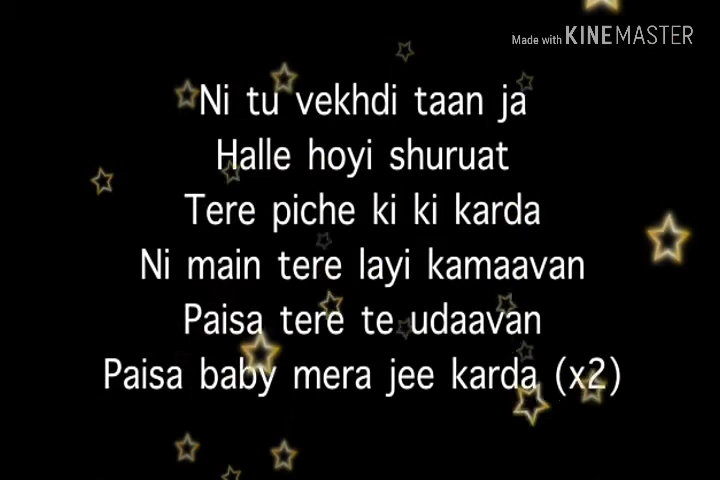 Made with KINEMASTER
Ni tu vekhdi taan ja
Halle hoyi shuruat
Tere piche ki ki karda
Ni main tere layi kamaavan
Paisa tere te udaavan
Paisa baby mera jee karda (x2)